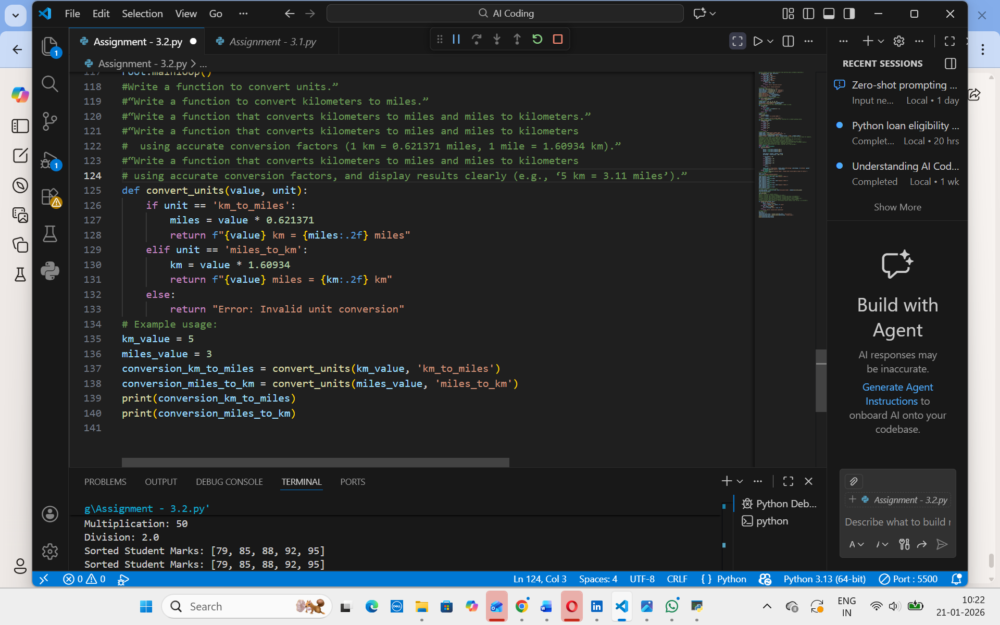 File Edit Selection View Go
AI Coding
Assignment - 3.2.py
Assignment - 3.1.py
Assignment - 3.2.py > ...
117 root.mainloop()
118 #Write a function to convert units.”
119 #“Write a function to convert kilometers to miles.”
120 #“Write a function that converts kilometers to miles and miles to kilometers.”
121 #“Write a function that converts kilometers to miles and miles to kilometers
122 #  using accurate conversion factors (1 km = 0.621371 miles, 1 mile = 1.60934 km).”
123 #“Write a function that converts kilometers to miles and miles to kilometers
124 # using accurate conversion factors, and display results clearly (e.g., ‘5 km = 3.11 miles’).”
125 def convert_units(value, unit):
126     if unit == 'km_to_miles':
127         miles = value * 0.621371
128         return f"{value} km = {miles:.2f} miles"
129     elif unit == 'miles_to_km':
130         km = value * 1.60934
131         return f"{value} miles = {km:.2f} km"
132     else:
133         return "Error: Invalid unit conversion"
134 # Example usage:
135 km_value = 5
136 miles_value = 3
137 conversion_km_to_miles = convert_units(km_value, 'km_to_miles')
138 conversion_miles_to_km = convert_units(miles_value, 'miles_to_km')
139 print(conversion_km_to_miles)
140 print(conversion_miles_to_km)
141
1
1
RECENT SESSIONS
Zero-shot prompting ...
Input ne... Local • 1 day
Python loan eligibility ...
Complet... Local • 20 hrs
Understanding AI Cod...
Completed Local • 1 wk
Show More
Build with
Agent
AI responses may
be inaccurate.
Generate Agent
Instructions to
onboard AI onto your
codebase.
Assignment - 3.2.py
Describe what to build
A
PROBLEMS OUTPUT DEBUG CONSOLE TERMINAL PORTS
g\Assignment - 3.2.py'
Multiplication: 50
Division: 2.0
Sorted Student Marks: [79, 85, 88, 92, 95]
Sorted Student Marks: [79, 85, 88, 92, 95]
Python Deb...
python
0 0
Ln 124, Col 3 Spaces: 4 UTF-8 CRLF { } Python Python 3.13 (64-bit) Port : 5500
Search
DELL
ENG
IN
10:22
21-01-2026